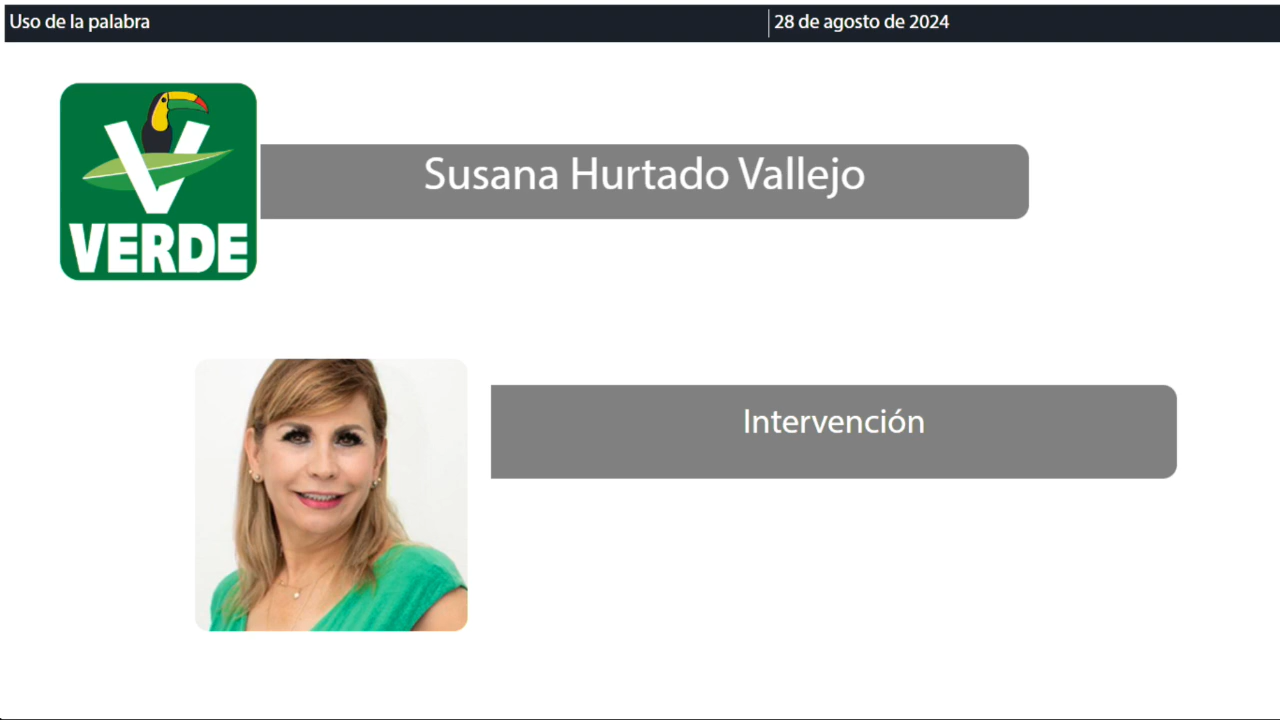 Uso de la palabra
28 de agosto de 2024
V
VERDE
Susana Hurtado Vallejo
Intervención